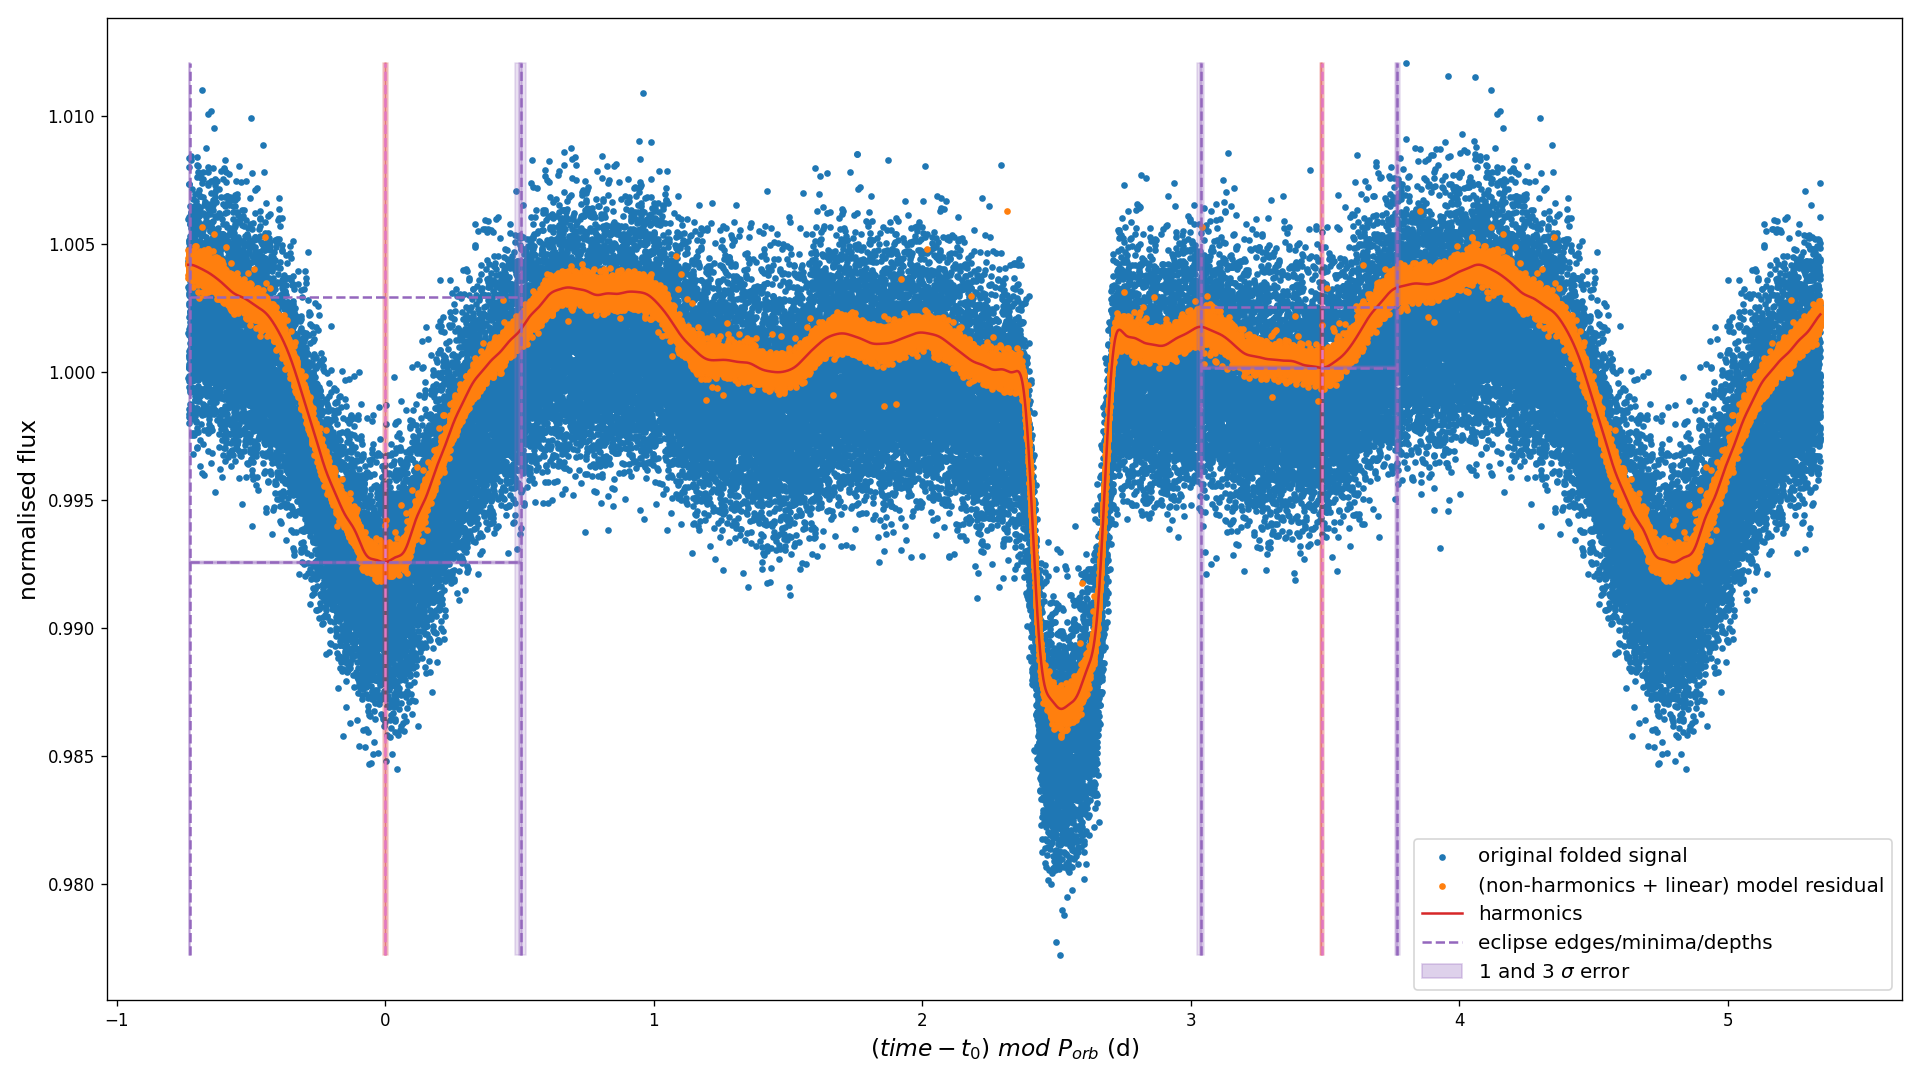 1.010
1.005
1.000
0.995
0.990
0.985
0.980
normalised flux
−1
0
1
2
3
4
5
(time − t₀) mod Pₒᵣᵦ (d)
original folded signal
(non-harmonics + linear) model residual
harmonics
eclipse edges/minima/depths
1 and 3 σ error